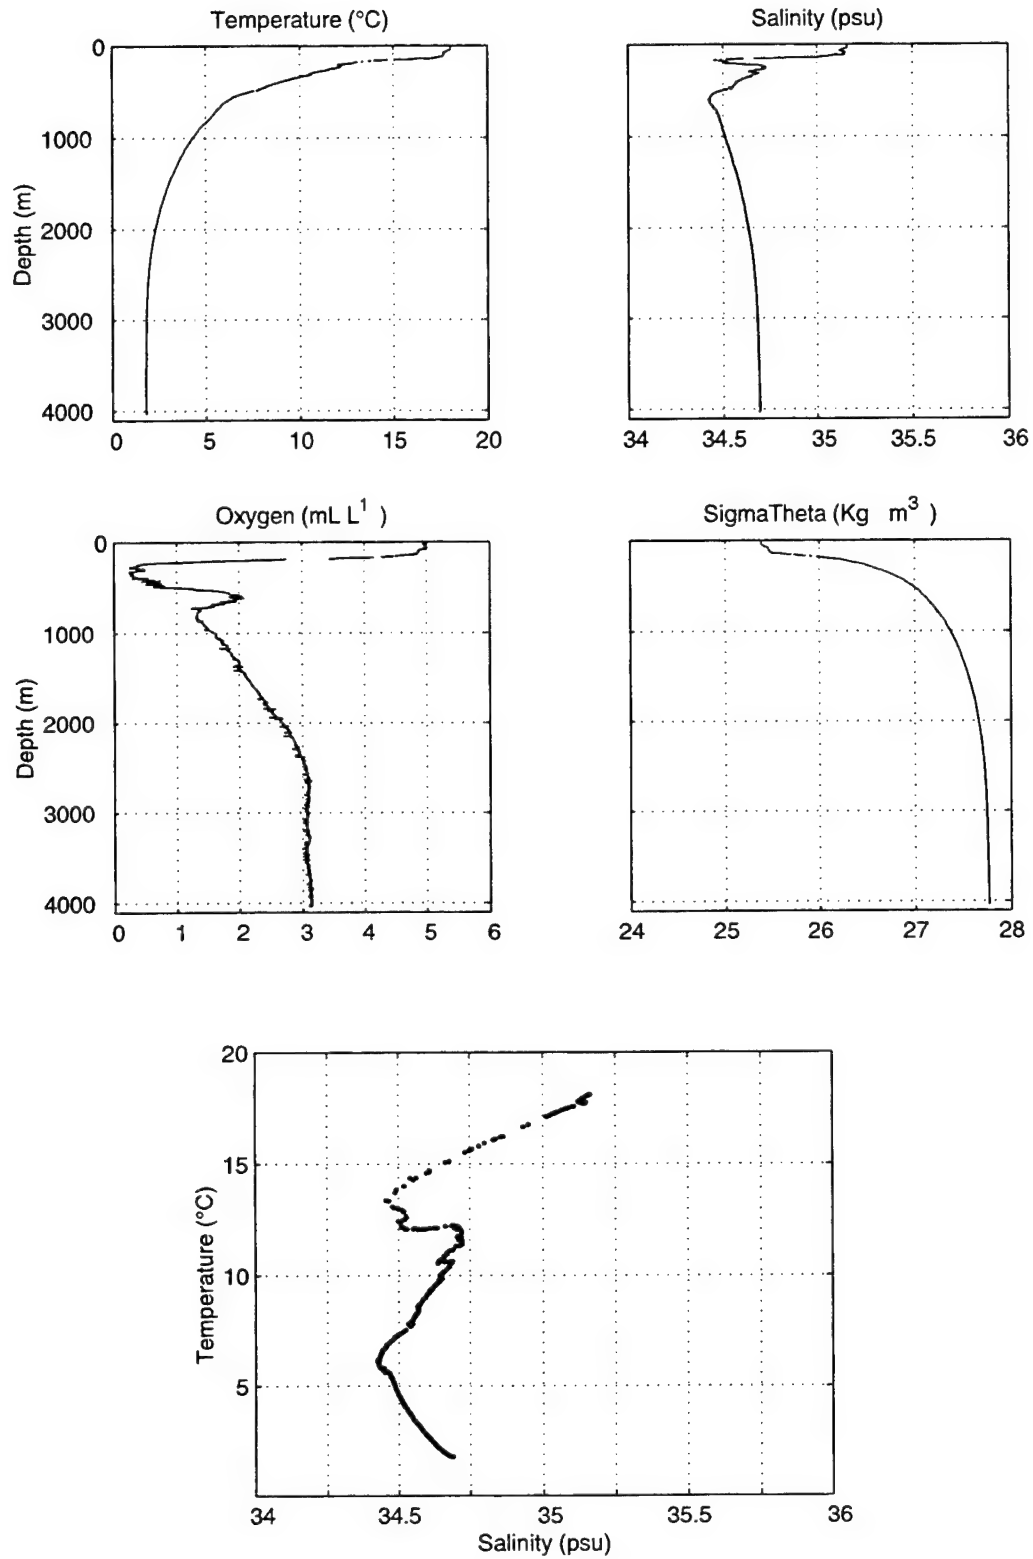 Temperature (°C)
0
1000
2000
3000
4000
Depth (m)
0 5 10 15 20
Salinity (psu)
34 34.5 35 35.5 36
Oxygen (mL L1 )
0
1000
2000
3000
4000
Depth (m)
0 1 2 3 4 5 6
SigmaTheta (Kg m3 )
24 25 26 27 28
20
15
10
5
Temperature (°C)
34 34.5 35 35.5 36
Salinity (psu)